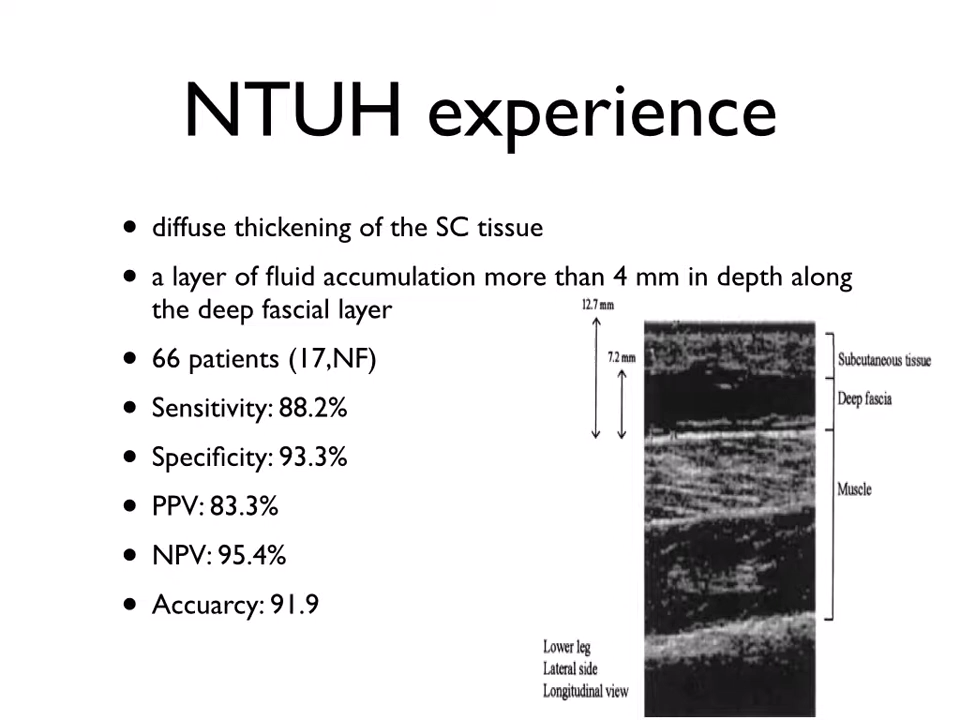 NTUH experience
• diffuse thickening of the SC tissue
• a layer of fluid accumulation more than 4 mm in depth along
the deep fascial layer
• 66 patients (17,NF)
• Sensitivity: 88.2%
• Specificity: 93.3%
• PPV: 83.3%
• NPV: 95.4%
• Accuarcy: 91.9
12.7 mm
7.2 mm
Subcutaneous tissue
Deep fascia
Muscle
Lower leg
Lateral side
Longitudinal view